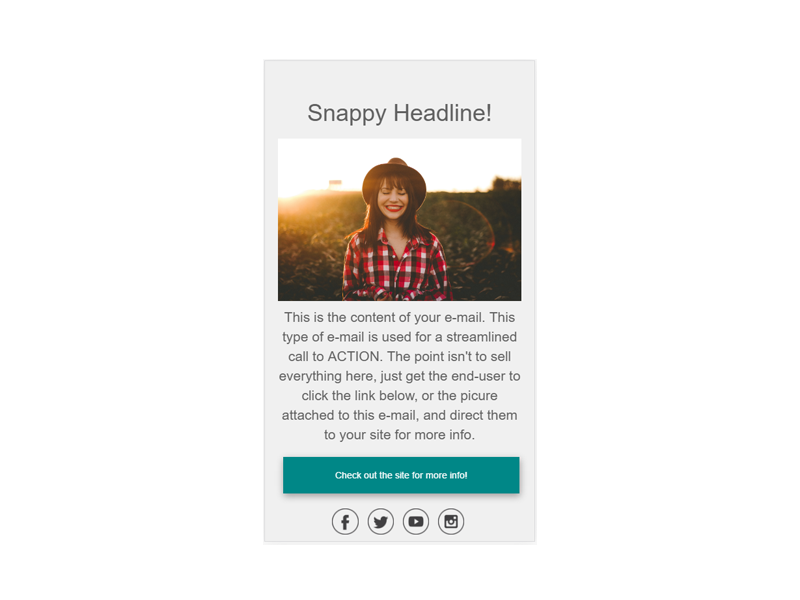 Snappy Headline!
This is the content of your e-mail. This
type of e-mail is used for a streamlined
call to ACTION. The point isn't to sell
everything here, just get the end-user to
click the link below, or the picure
attached to this e-mail, and direct them
to your site for more info.
Check out the site for more info!